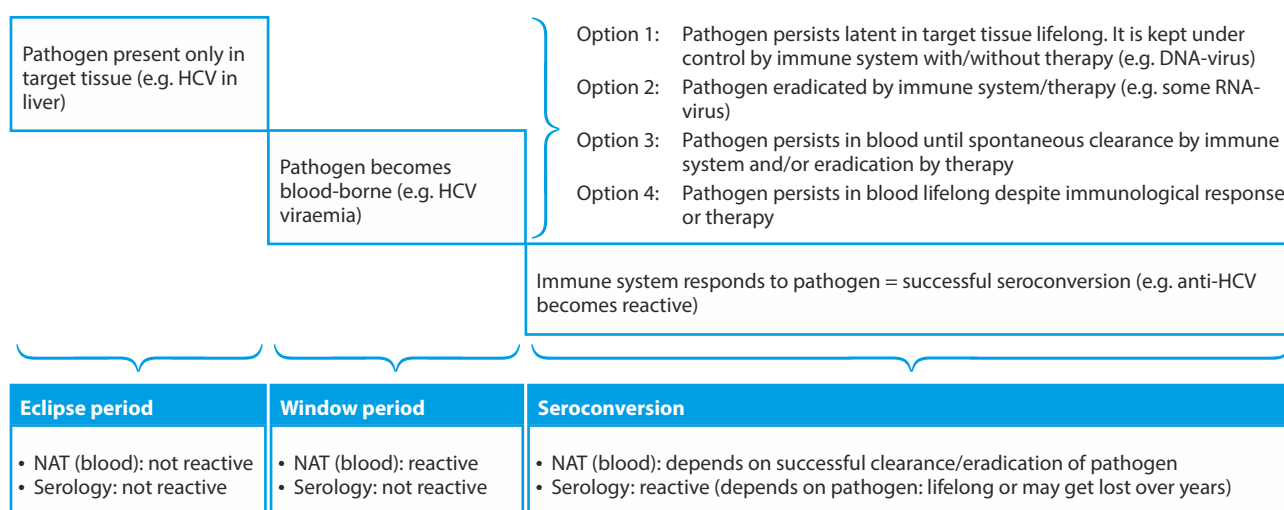 Pathogen present only in
target tissue (e.g. HCV in
liver)
Pathogen becomes
blood-borne (e.g. HCV
viraemia)
Option 1: Pathogen persists latent in target tissue lifelong. It is kept under
control by immune system with/without therapy (e.g. DNA-virus)
Option 2: Pathogen eradicated by immune system/therapy (e.g. some RNA-
virus)
Option 3: Pathogen persists in blood until spontaneous clearance by immune
system and/or eradication by therapy
Option 4: Pathogen persists in blood lifelong despite immunological response
or therapy
Immune system responds to pathogen = successful seroconversion (e.g. anti-HCV
becomes reactive)
Eclipse period
• NAT (blood): not reactive
• Serology: not reactive
Window period
• NAT (blood): reactive
• Serology: not reactive
Seroconversion
• NAT (blood): depends on successful clearance/eradication of pathogen
• Serology: reactive (depends on pathogen: lifelong or may get lost over years)